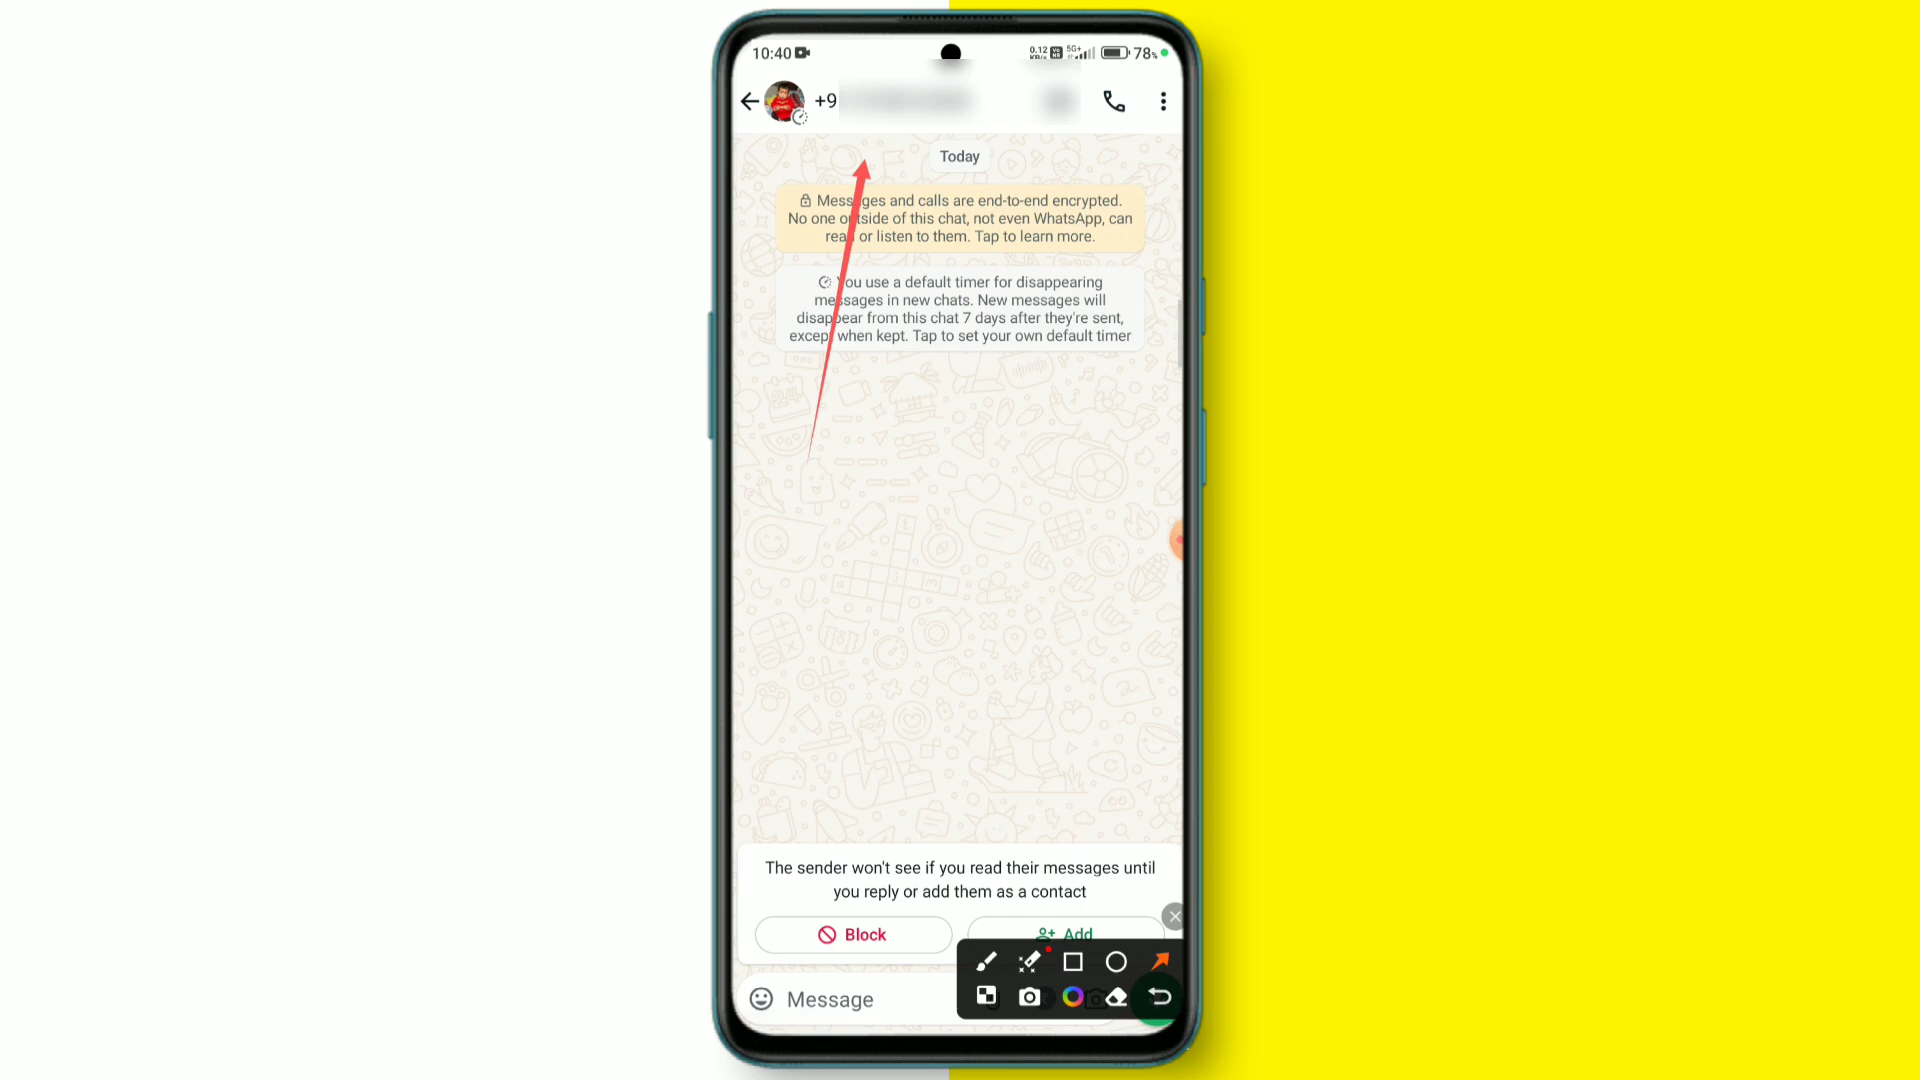 10:40 0.12 KB/s 5G+ 78%
+9
Today
Messages and calls are end-to-end encrypted.
No one outside of this chat, not even WhatsApp, can
read or listen to them. Tap to learn more.
You use a default timer for disappearing
messages in new chats. New messages will
disappear from this chat 7 days after they're sent,
except when kept. Tap to set your own default timer
The sender won't see if you read their messages until
you reply or add them as a contact
Block
Add
Message